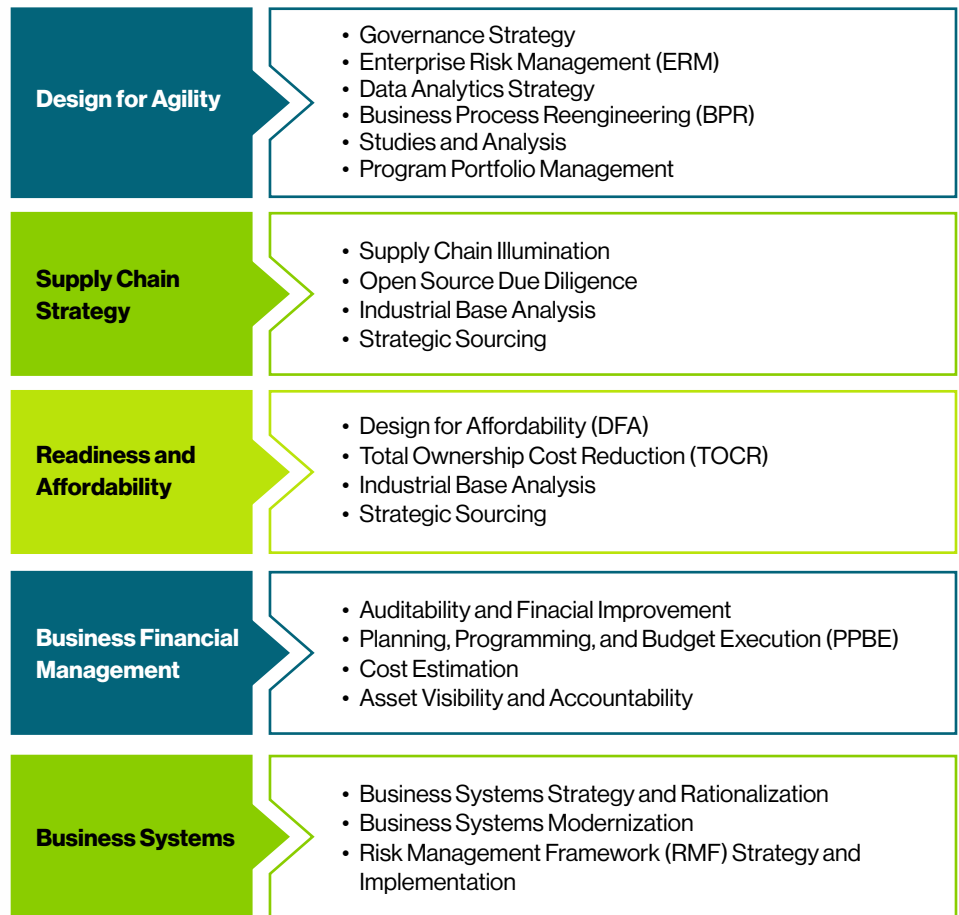 Design for Agility
• Governance Strategy
• Enterprise Risk Management (ERM)
• Data Analytics Strategy
• Business Process Reengineering (BPR)
• Studies and Analysis
• Program Portfolio Management
Supply Chain
Strategy
• Supply Chain Illumination
• Open Source Due Diligence
• Industrial Base Analysis
• Strategic Sourcing
Readiness and
Affordability
• Design for Affordability (DFA)
• Total Ownership Cost Reduction (TOCR)
• Industrial Base Analysis
• Strategic Sourcing
Business Financial
Management
• Auditability and Finacial Improvement
• Planning, Programming, and Budget Execution (PPBE)
• Cost Estimation
• Asset Visibility and Accountability
Business Systems
• Business Systems Strategy and Rationalization
• Business Systems Modernization
• Risk Management Framework (RMF) Strategy and
Implementation